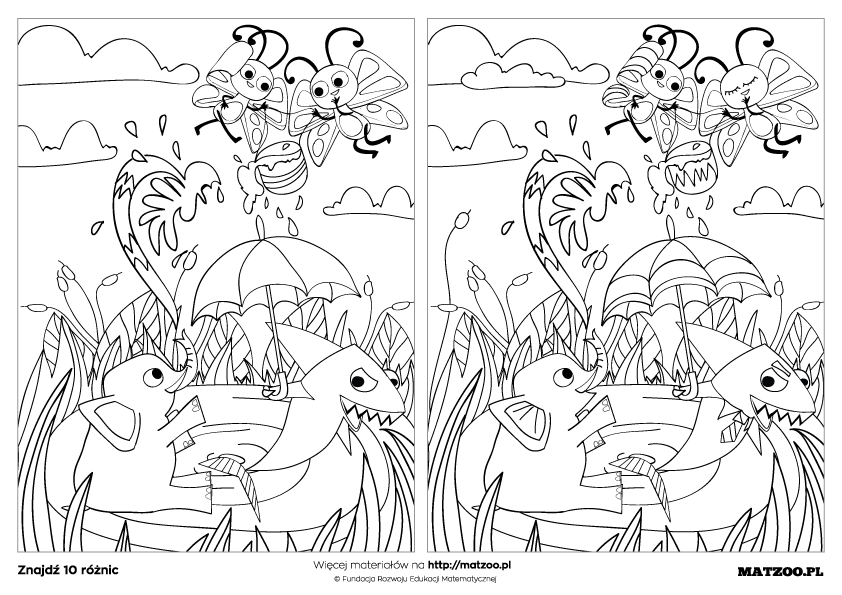 Znajdź 10 różnic
Więcej materiałów na http://matzoo.pl
© Fundacja Rozwoju Edukacji Matematycznej
MATZOO.PL